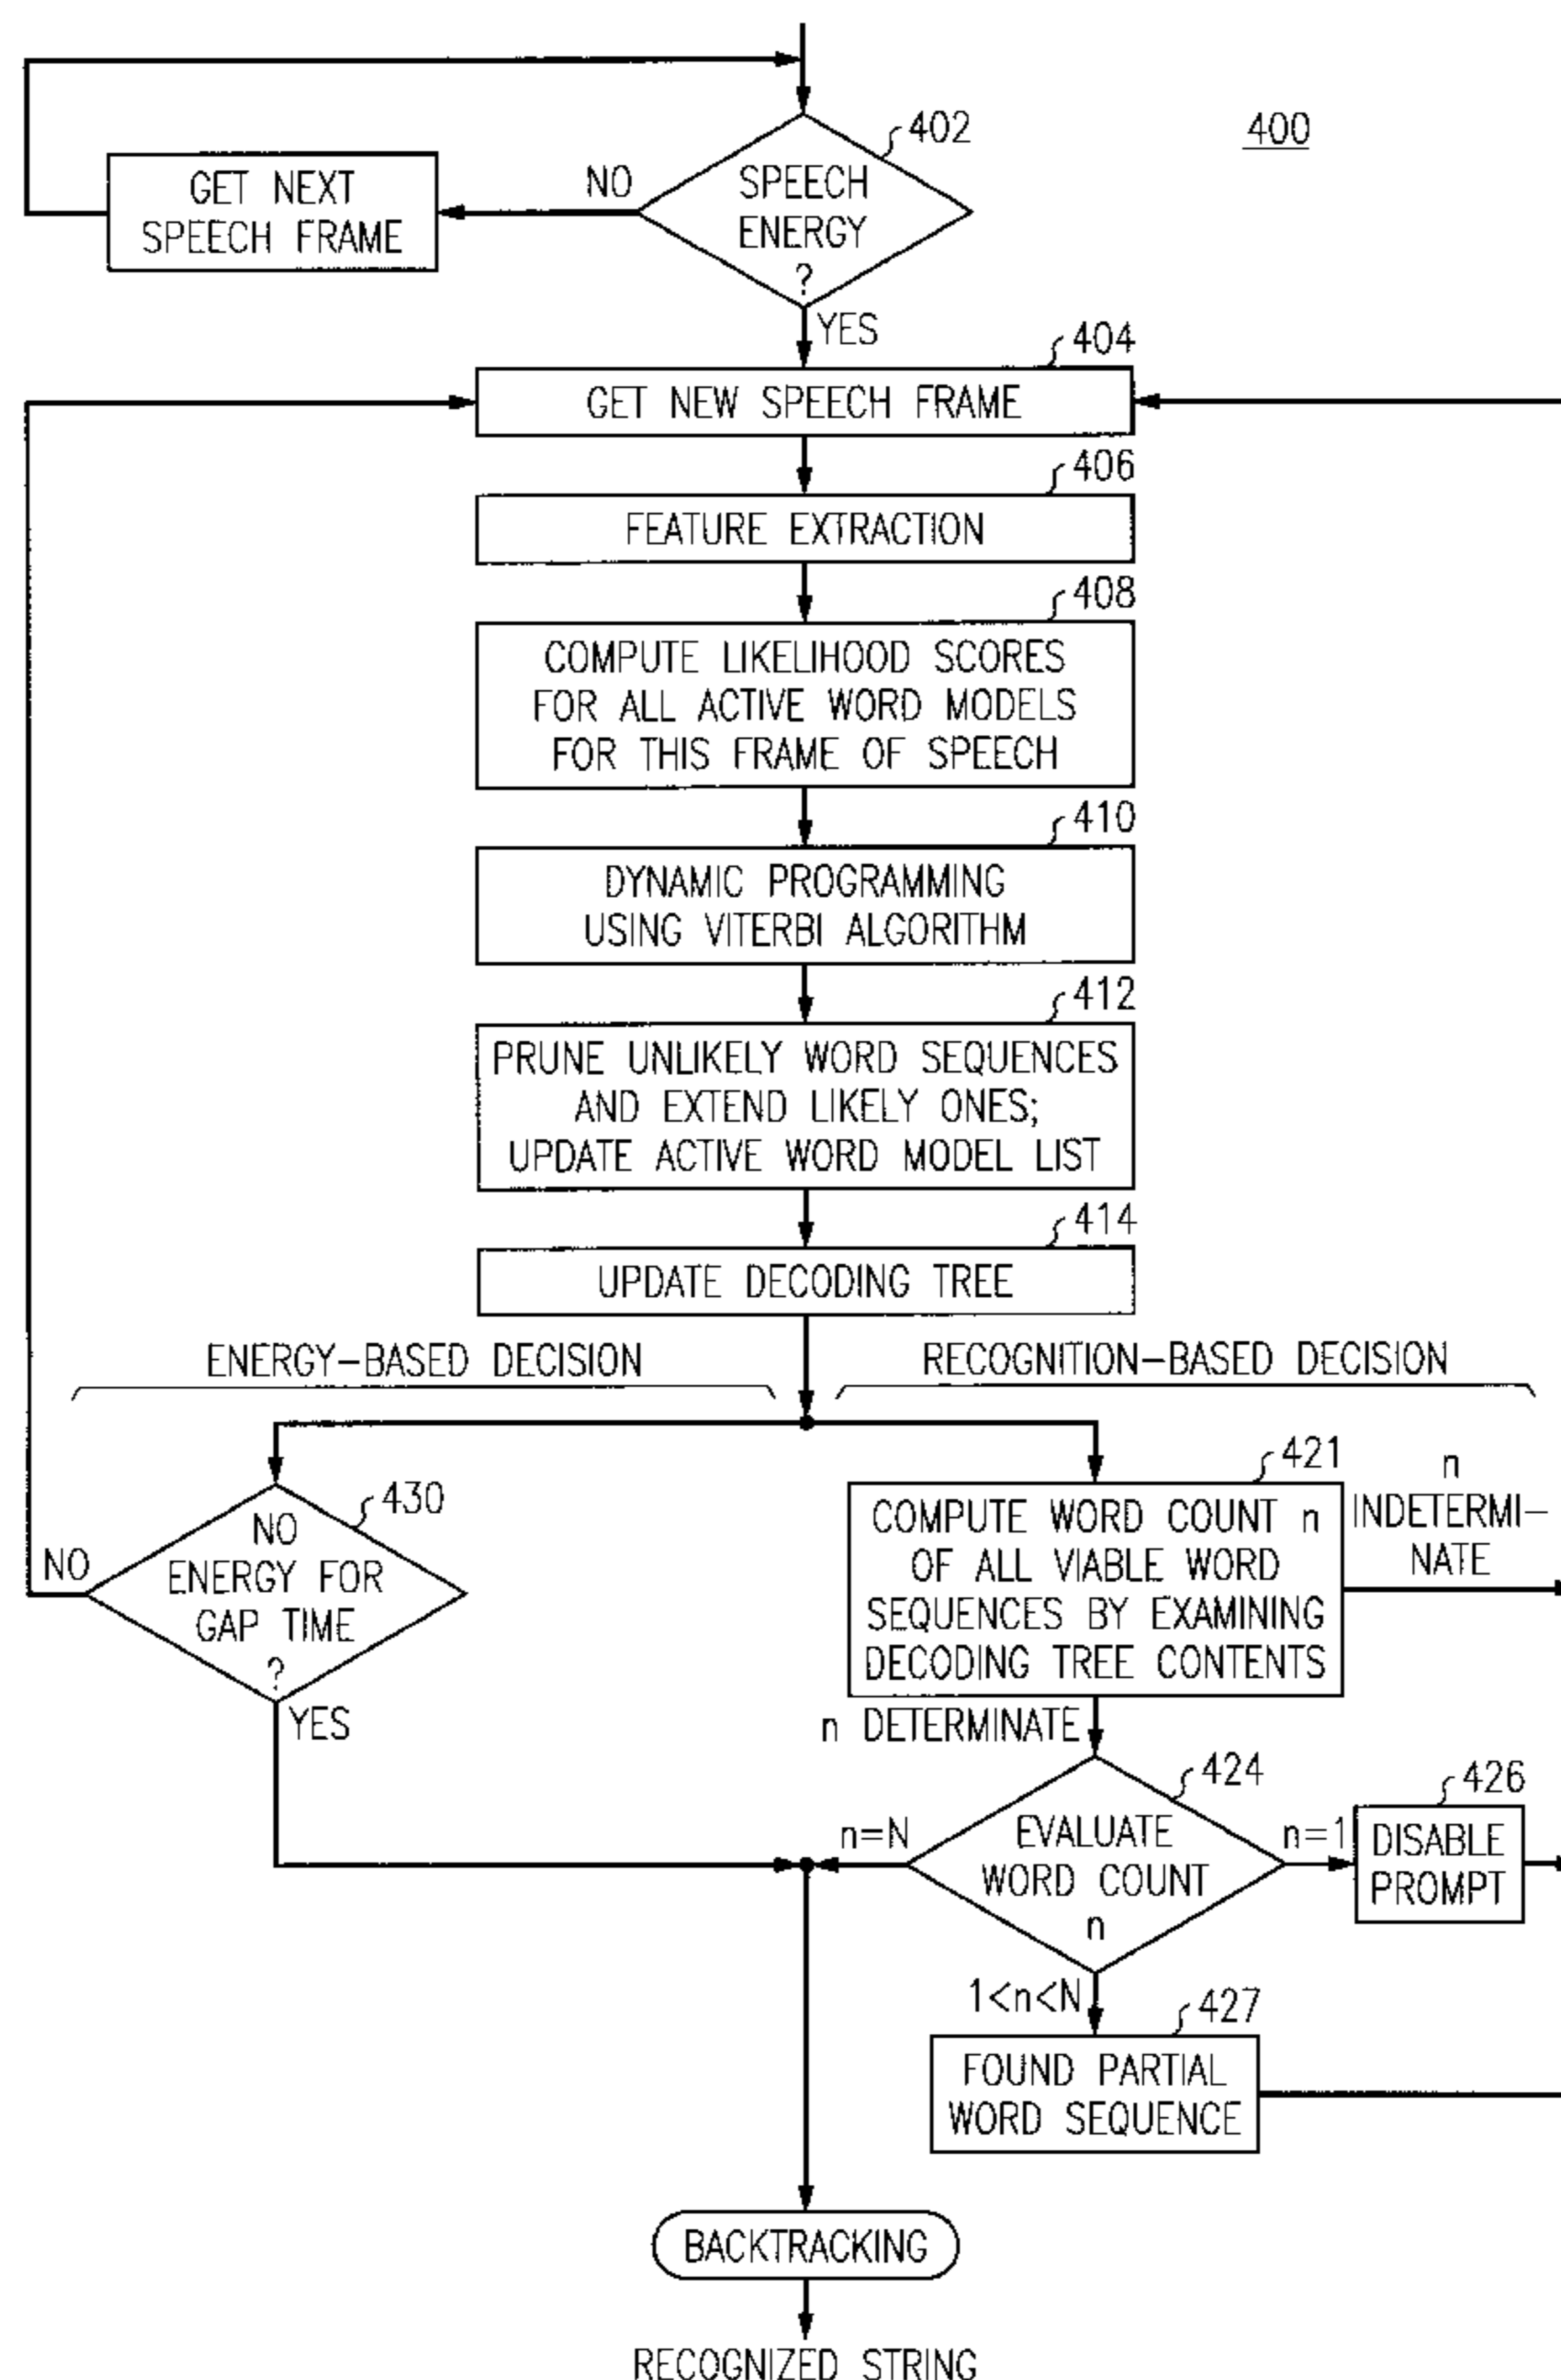 400
402
SPEECH
ENERGY
?
NO
GET NEXT
SPEECH FRAME
YES
404
GET NEW SPEECH FRAME
406
FEATURE EXTRACTION
408
COMPUTE LIKELIHOOD SCORES
FOR ALL ACTIVE WORD MODELS
FOR THIS FRAME OF SPEECH
410
DYNAMIC PROGRAMMING
USING VITERBI ALGORITHM
412
PRUNE UNLIKELY WORD SEQUENCES
AND EXTEND LIKELY ONES;
UPDATE ACTIVE WORD MODEL LIST
414
UPDATE DECODING TREE
ENERGY-BASED DECISION
RECOGNITION-BASED DECISION
430
NO
ENERGY FOR
GAP TIME
?
NO
YES
421
COMPUTE WORD COUNT n
OF ALL VIABLE WORD
SEQUENCES BY EXAMINING
DECODING TREE CONTENTS
n
INDETERMI-
NATE
n DETERMINATE
424
EVALUATE
WORD COUNT
n
n=N
n=1
426
DISABLE
PROMPT
1<n<N
427
FOUND PARTIAL
WORD SEQUENCE
BACKTRACKING
RECOGNIZED STRING